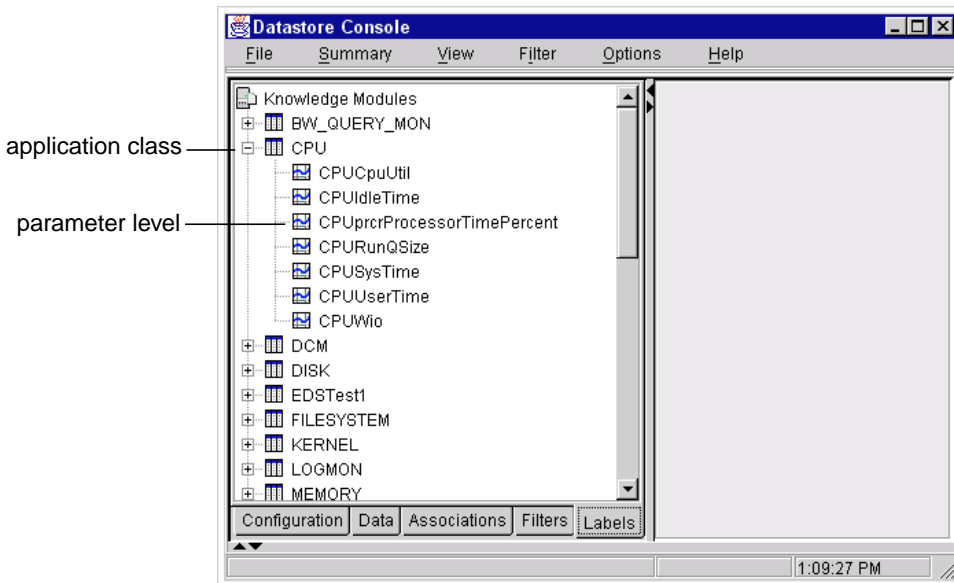 Datastore Console
File Summary View Filter Options Help
Knowledge Modules
BW_QUERY_MON
application class
CPU
CPUCpuUtil
CPUIdleTime
parameter level
CPUprcrProcessorTimePercent
CPURunQSize
CPUSysTime
CPUUserTime
CPUWio
DCM
DISK
EDSTest1
FILESYSTEM
KERNEL
LOGMON
MEMORY
Configuration Data Associations Filters Labels
1:09:27 PM